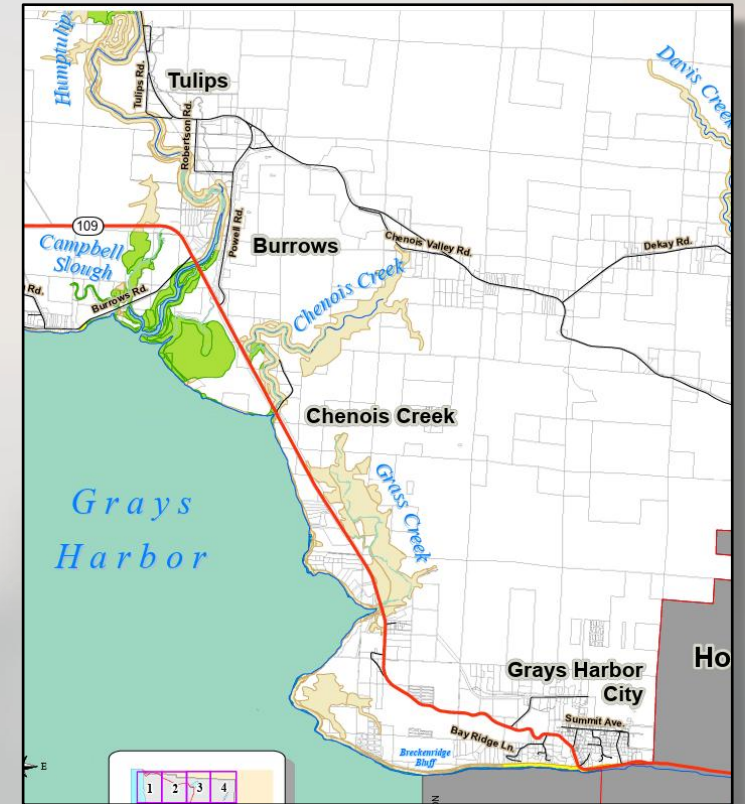 Humptulips
Tulips Rd.
Tulips
Robertson Rd.
Davis Creek
109
Campbell
Slough
Powell Rd.
Burrows
Chenois Valley Rd.
Dekay Rd.
Rd.
Burrows Rd.
Chenois Creek
Chenois Creek
Grass Creek
Grays
Harbor
Grays Harbor
City
Ho
Summit Ave.
Bay Ridge Ln.
Breckenridge
Bluff
E
1 2 3 4
N